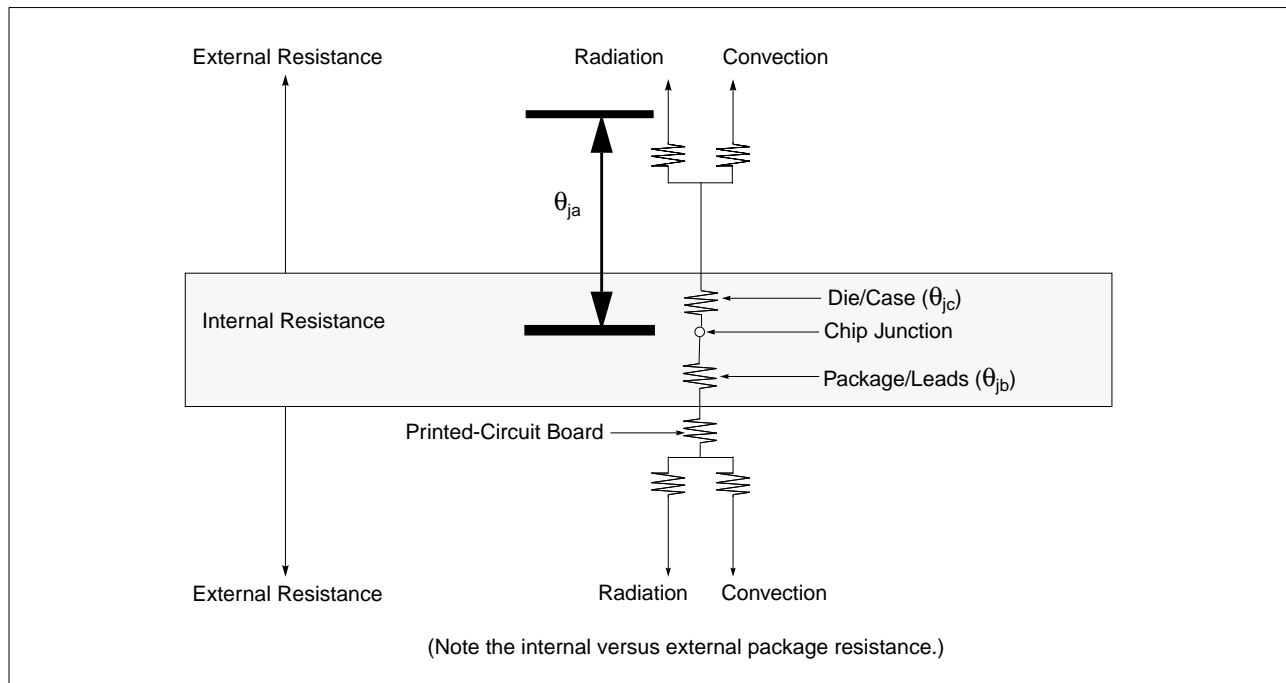 External Resistance
Radiation
Convection
θja
Die/Case (θjc)
Internal Resistance
Chip Junction
Package/Leads (θjb)
Printed-Circuit Board
External Resistance
Radiation
Convection
(Note the internal versus external package resistance.)